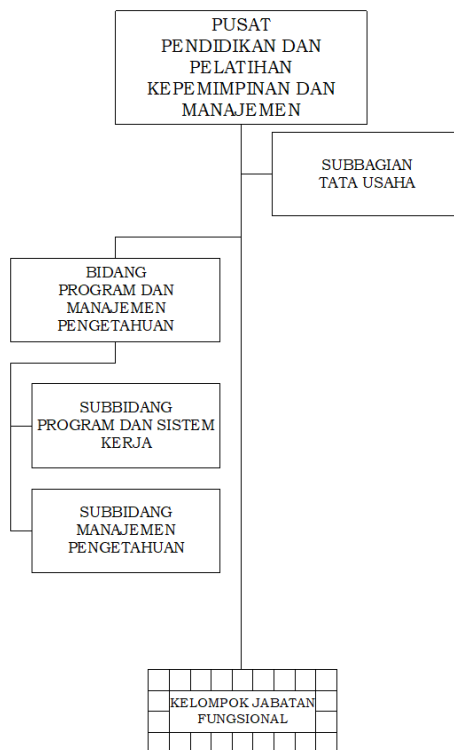 PUSAT
PENDIDIKAN DAN
PELATIHAN
KEPEMIMPINAN DAN
MANAJEMEN
SUBBAGIAN
TATA USAHA
BIDANG
PROGRAM DAN
MANAJEMEN
PENGETAHUAN
SUBBIDANG
PROGRAM DAN SISTEM
KERJA
SUBBIDANG
MANAJEMEN
PENGETAHUAN
KELOMPOK JABATAN
FUNGSIONAL